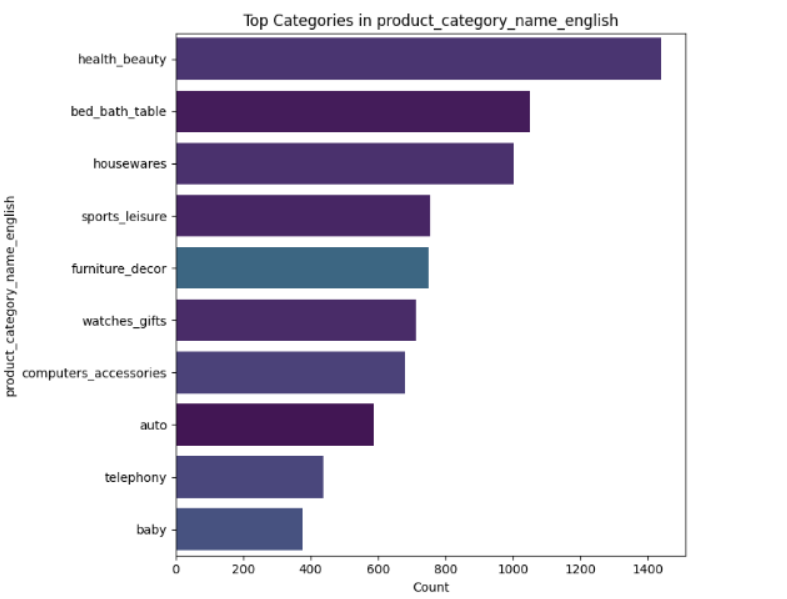 Top Categories in product_category_name_english
product_category_name_english
health_beauty
bed_bath_table
housewares
sports_leisure
furniture_decor
watches_gifts
computers_accessories
auto
telephony
baby
0 200 400 600 800 1000 1200 1400
Count